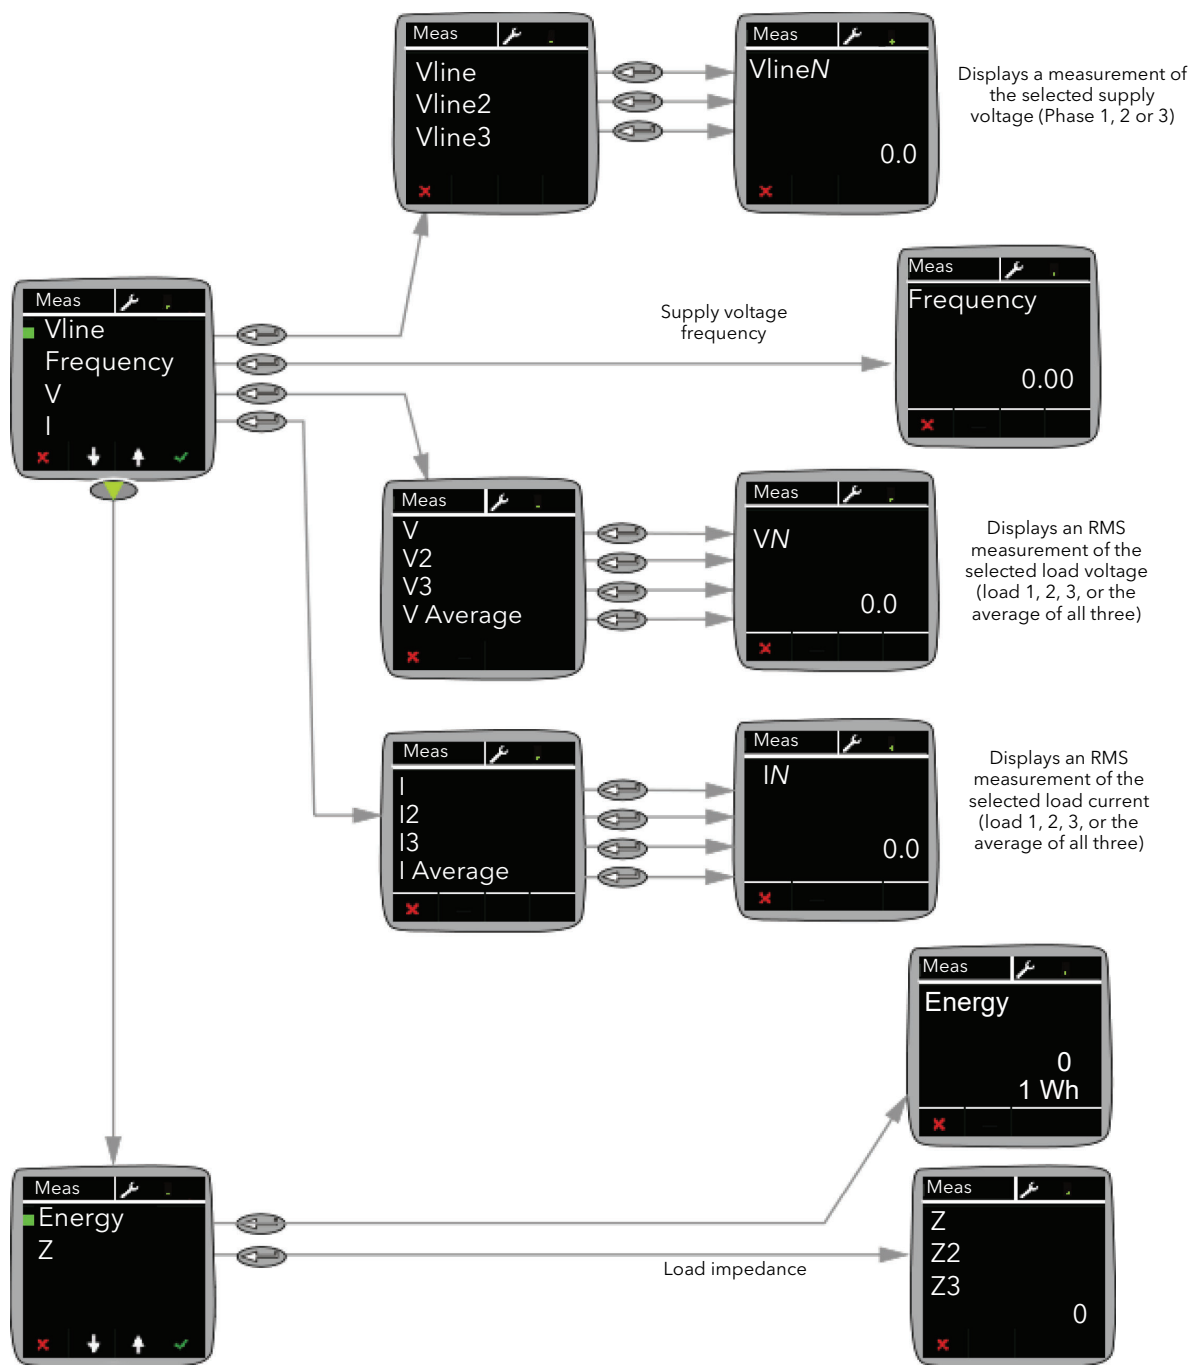 Meas
Vline
Vline2
Vline3
Meas
VlineN
0.0
Displays a measurement of
the selected supply
voltage (Phase 1, 2 or 3)
Meas
Vline
Frequency
V
I
Supply voltage
frequency
Meas
Frequency
0.00
Meas
V
V2
V3
V Average
Meas
VN
0.0
Displays an RMS
measurement of the
selected load voltage
(load 1, 2, 3, or the
average of all three)
Meas
I
I2
I3
I Average
Meas
IN
0.0
Displays an RMS
measurement of the
selected load current
(load 1, 2, 3, or the
average of all three)
Meas
Energy
0
1 Wh
Meas
Energy
Z
Load impedance
Meas
Z
Z2
Z3
0